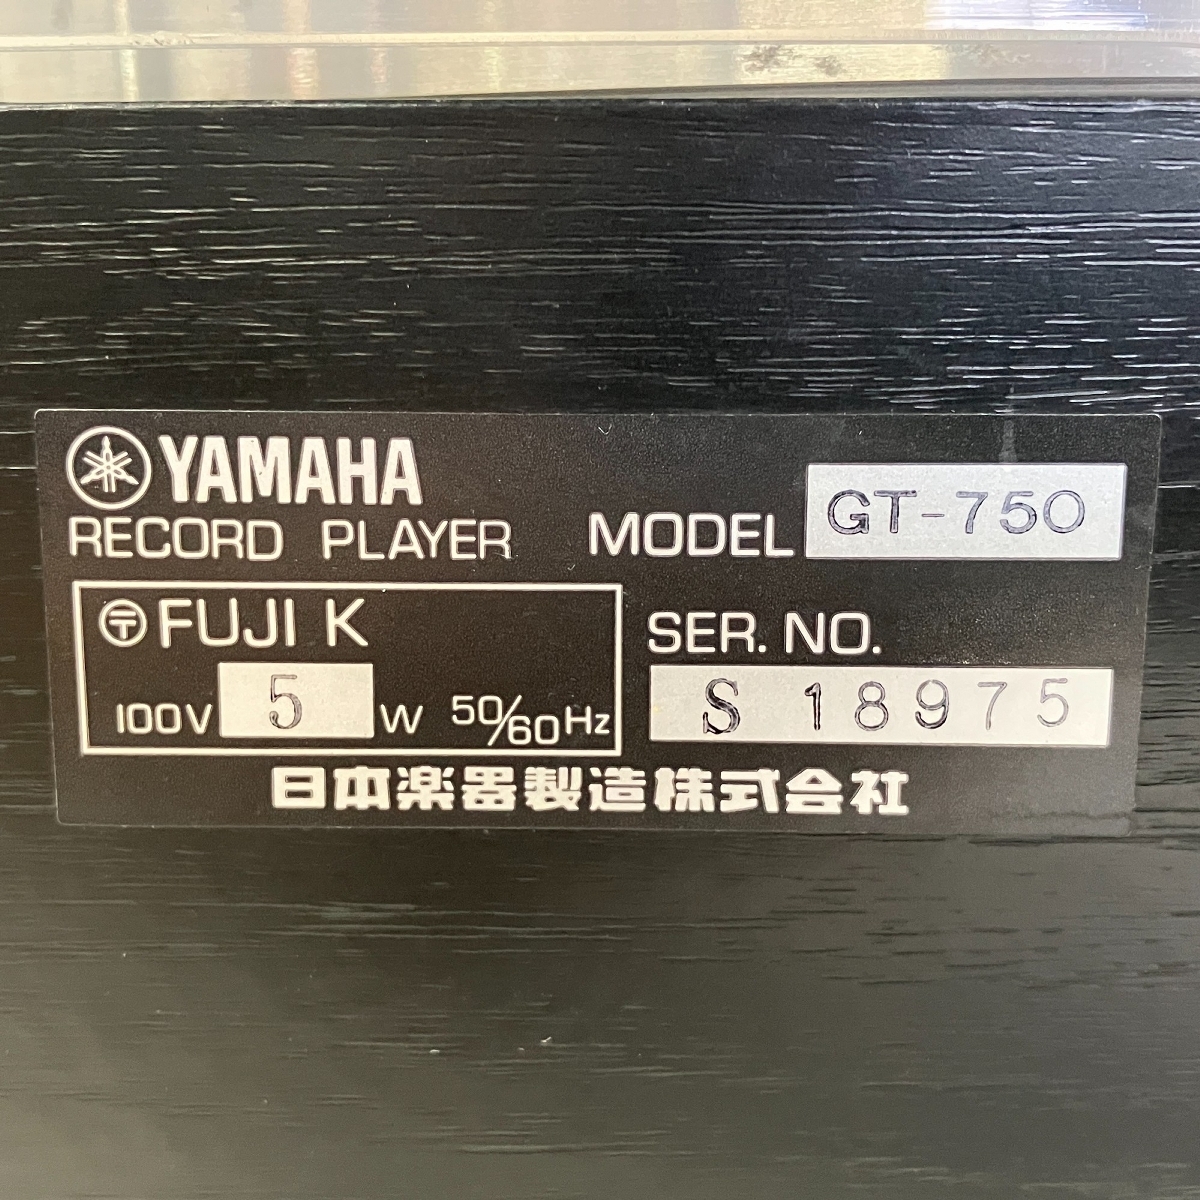 YAMAHA
RECORD PLAYER
MODEL GT-750
〶 FUJI K
100V 5 W 50/60Hz
SER. NO.
S 18975
日本楽器製造株式会社